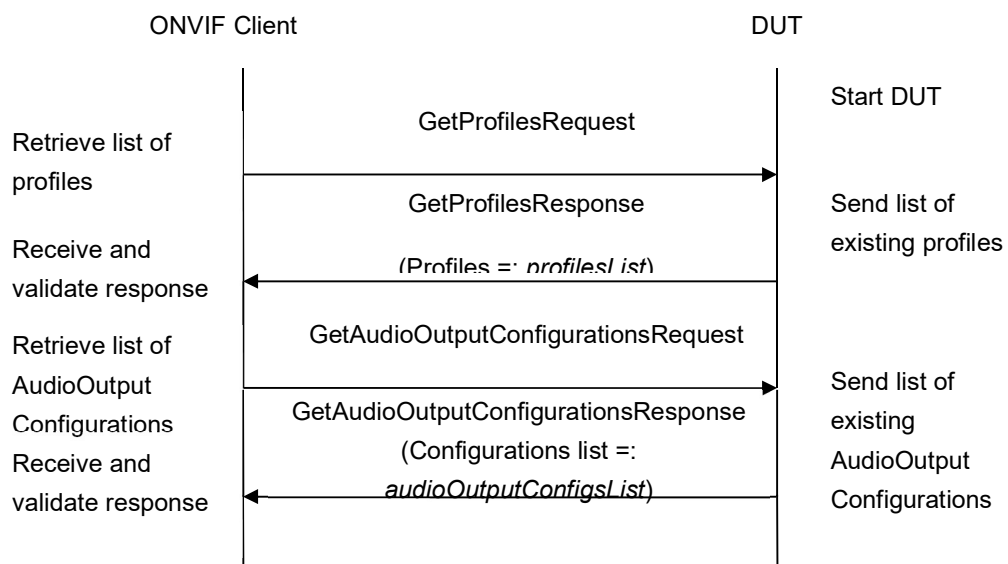 ONVIF Client
DUT
Start DUT
GetProfilesRequest
Retrieve list of
profiles
GetProfilesResponse
Send list of
existing profiles
Receive and
validate response
(Profiles =: profilesList)
GetAudioOutputConfigurationsRequest
Retrieve list of
AudioOutput
Configurations
Send list of
existing
AudioOutput
Configurations
GetAudioOutputConfigurationsResponse
(Configurations list =:
audioOutputConfigsList)
Receive and
validate response